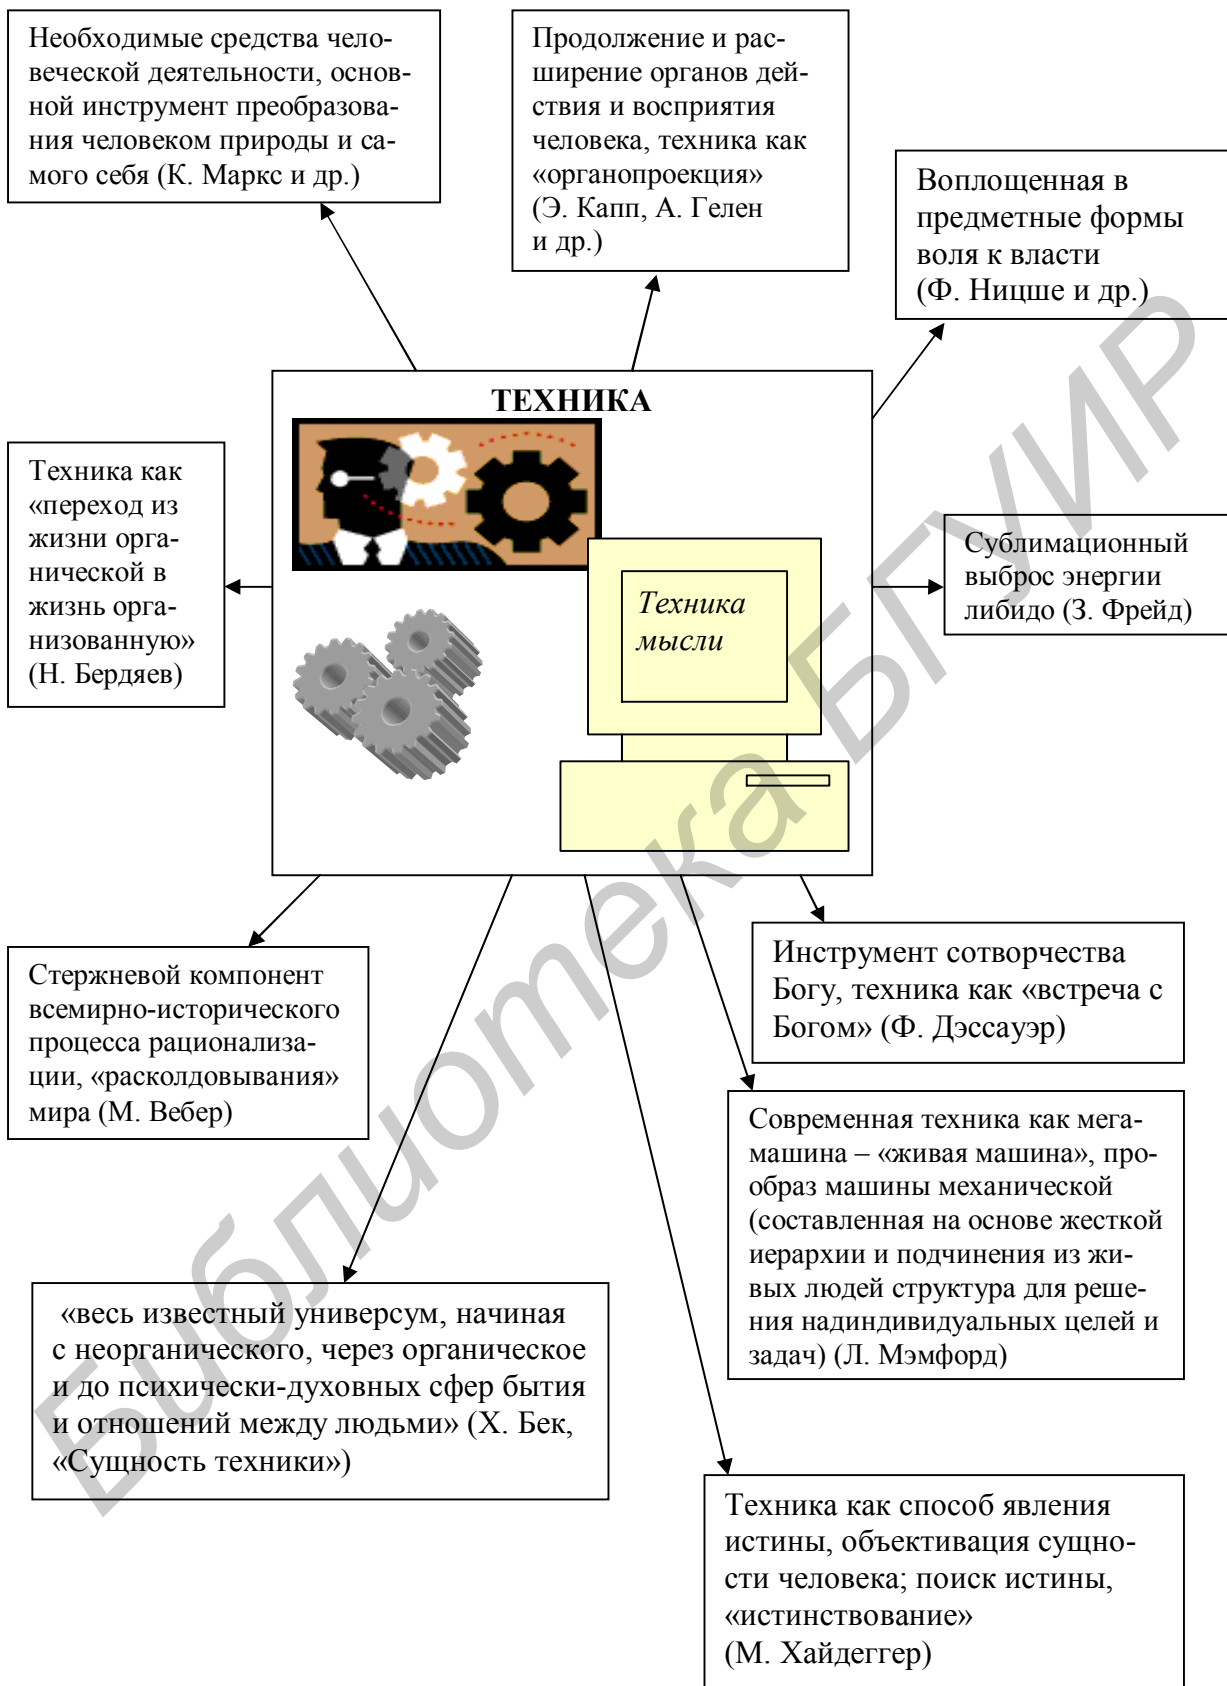 Необходимые средства чело-
веческой деятельности, основ-
ной инструмент преобразова-
ния человеком природы и са-
мого себя (К. Маркс и др.)
Продолжение и рас-
ширение органов дей-
ствия и восприятия
человека, техника как
«органопроекция»
(Э. Капп, А. Гелен
и др.)
Воплощенная в
предметные формы
воля к власти
(Ф. Ницше и др.)
ТЕХНИКА
Техника как
«переход из
жизни орга-
нической в
жизнь орга-
низованную»
(Н. Бердяев)
Техника
мысли
Сублимационный
выброс энергии
либидо (З. Фрейд)
Стержневой компонент
всемирно-исторического
процесса рационализа-
ции, «расколдовывания»
мира (М. Вебер)
Инструмент сотворчества
Богу, техника как «встреча с
Богом» (Ф. Дэссауэр)
Современная техника как мега-
машина – «живая машина», про-
образ машины механической
(составленная на основе жесткой
иерархии и подчинения из жи-
вых людей структура для реше-
ния надиндивидуальных целей и
задач) (Л. Мэмфорд)
«весь известный универсум, начиная
с неорганического, через органическое
и до психически-духовных сфер бытия
и отношений между людьми» (Х. Бек,
«Сущность техники»)
Техника как способ явления
истины, объективация сущно-
сти человека; поиск истины,
«истинствование»
(М. Хайдеггер)
Библиотека БГУИР